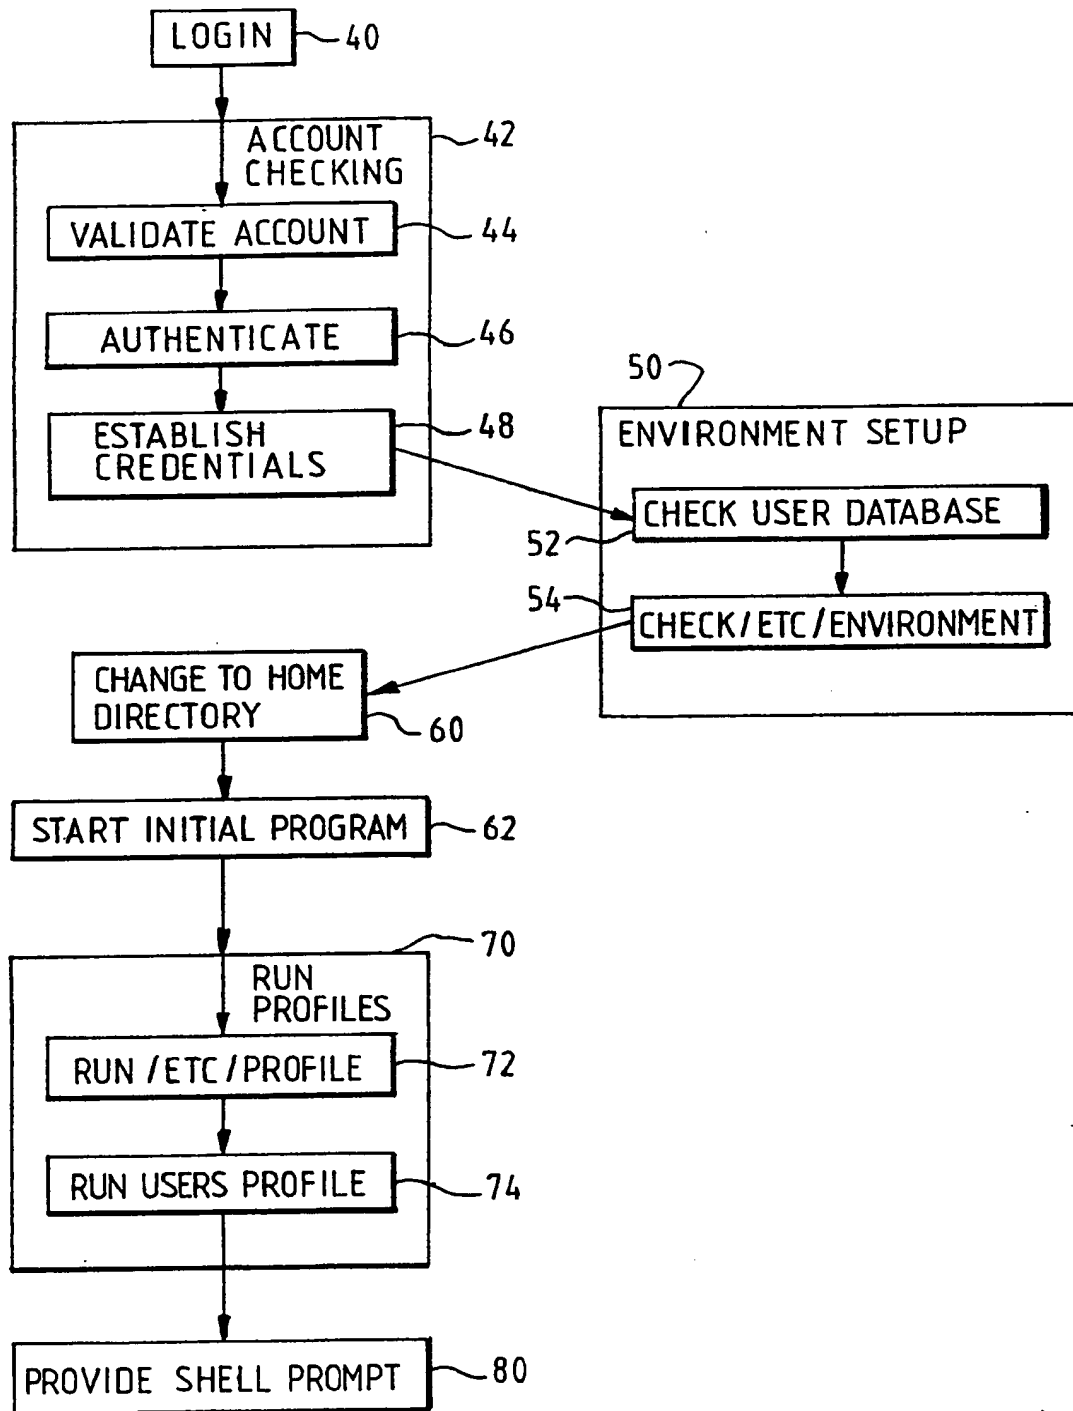 LOGIN 40
ACCOUNT
CHECKING
42
VALIDATE ACCOUNT 44
AUTHENTICATE 46
ESTABLISH
CREDENTIALS
48
50
ENVIRONMENT SETUP
CHECK USER DATABASE
52
54
CHECK/ETC/ENVIRONMENT
CHANGE TO HOME
DIRECTORY
60
START INITIAL PROGRAM 62
70
RUN
PROFILES
RUN /ETC/PROFILE 72
RUN USERS PROFILE 74
PROVIDE SHELL PROMPT 80